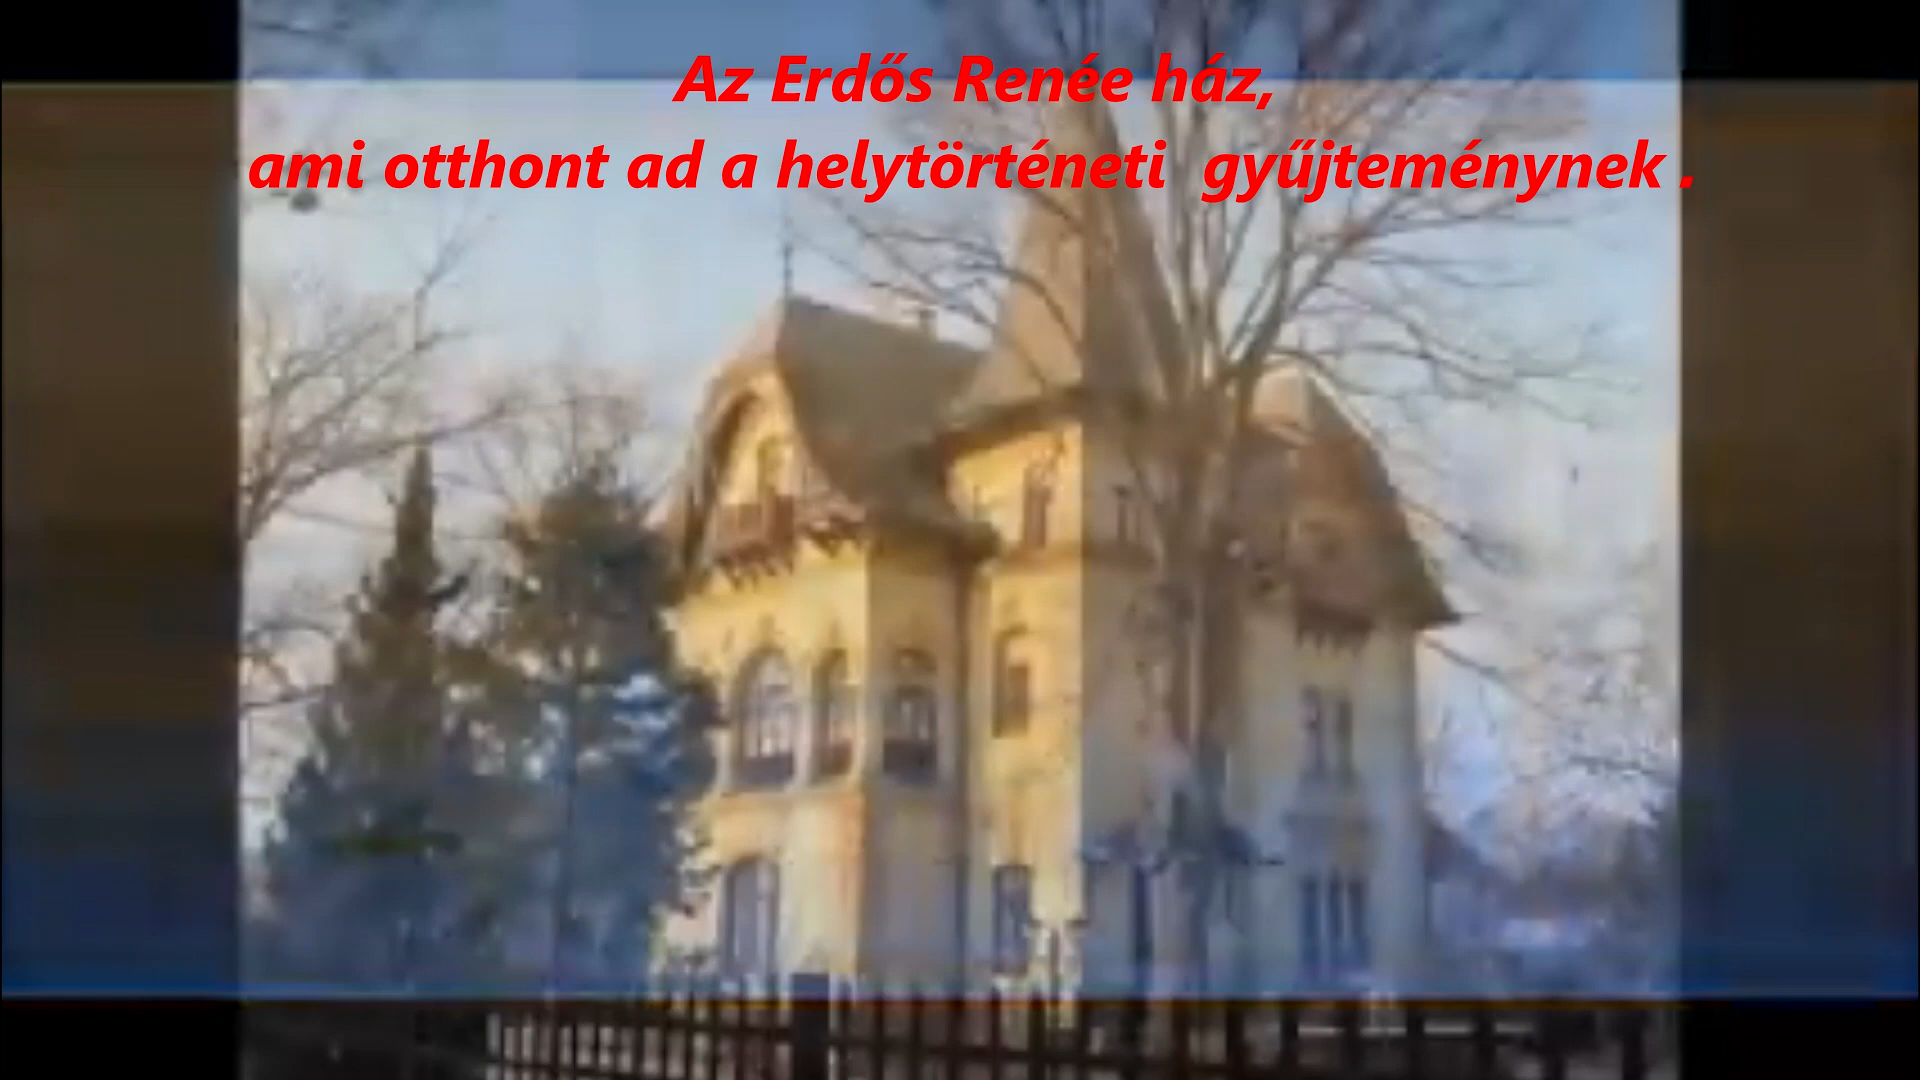 Az Erdős Renée ház,
ami otthont ad a helytörténeti gyűjteménynek .